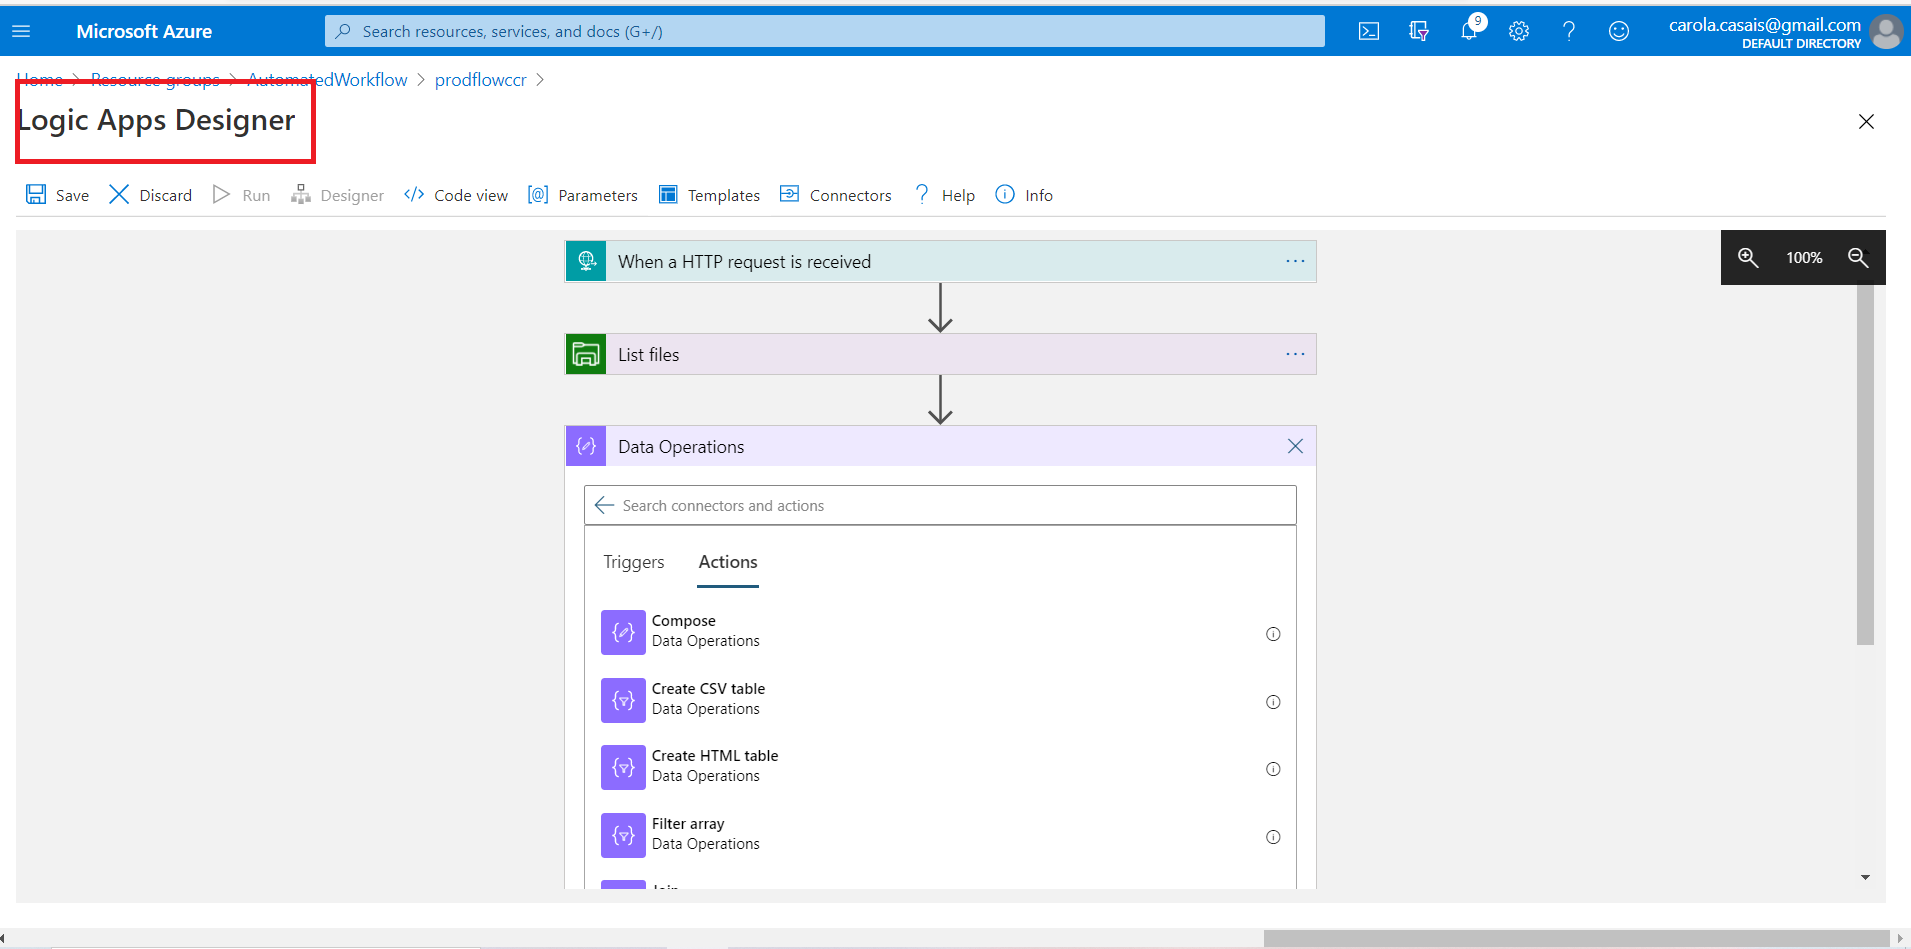 Microsoft Azure
Search resources, services, and docs (G+/)
9
carola.casais@gmail.com
DEFAULT DIRECTORY
Home > Resource groups > AutomatedWorkflow > prodflowccr >
Logic Apps Designer
Save Discard Run Designer Code view Parameters Templates Connectors Help Info
When a HTTP request is received
100%
List files
Data Operations
Search connectors and actions
Triggers Actions
Compose
Data Operations
Create CSV table
Data Operations
Create HTML table
Data Operations
Filter array
Data Operations
Join